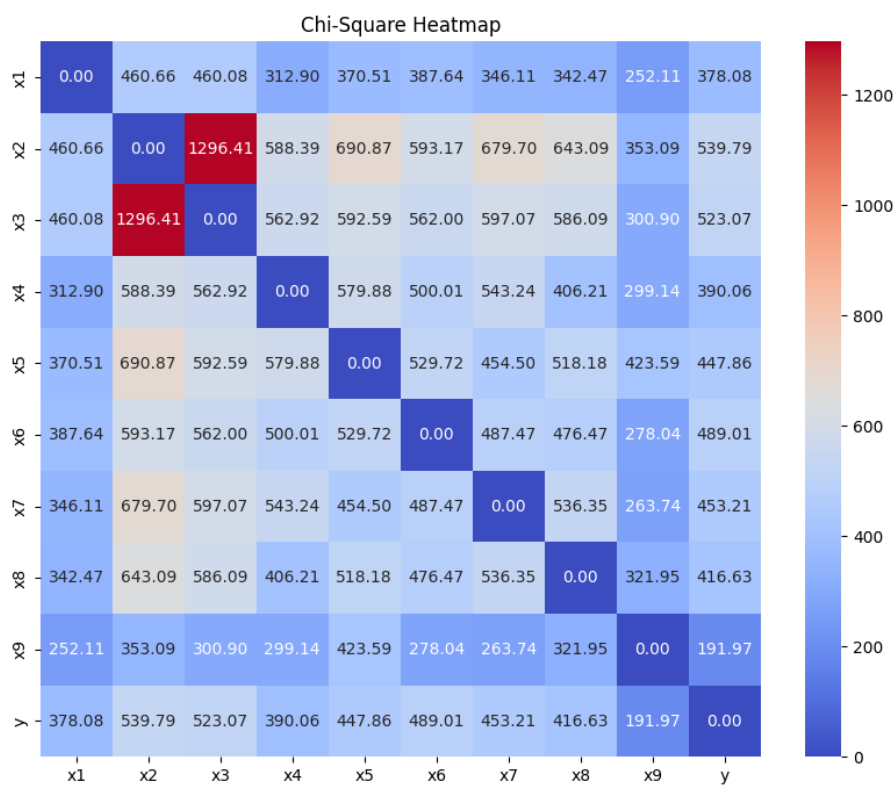 Chi-Square Heatmap
x1 0.00 460.66 460.08 312.90 370.51 387.64 346.11 342.47 252.11 378.08
x2 460.66 0.00 1296.41 588.39 690.87 593.17 679.70 643.09 353.09 539.79
x3 460.08 1296.41 0.00 562.92 592.59 562.00 597.07 586.09 300.90 523.07
x4 312.90 588.39 562.92 0.00 579.88 500.01 543.24 406.21 299.14 390.06
x5 370.51 690.87 592.59 579.88 0.00 529.72 454.50 518.18 423.59 447.86
x6 387.64 593.17 562.00 500.01 529.72 0.00 487.47 476.47 278.04 489.01
x7 346.11 679.70 597.07 543.24 454.50 487.47 0.00 536.35 263.74 453.21
x8 342.47 643.09 586.09 406.21 518.18 476.47 536.35 0.00 321.95 416.63
x9 252.11 353.09 300.90 299.14 423.59 278.04 263.74 321.95 0.00 191.97
y 378.08 539.79 523.07 390.06 447.86 489.01 453.21 416.63 191.97 0.00
x1 x2 x3 x4 x5 x6 x7 x8 x9 y
1200
1000
800
600
400
200
0